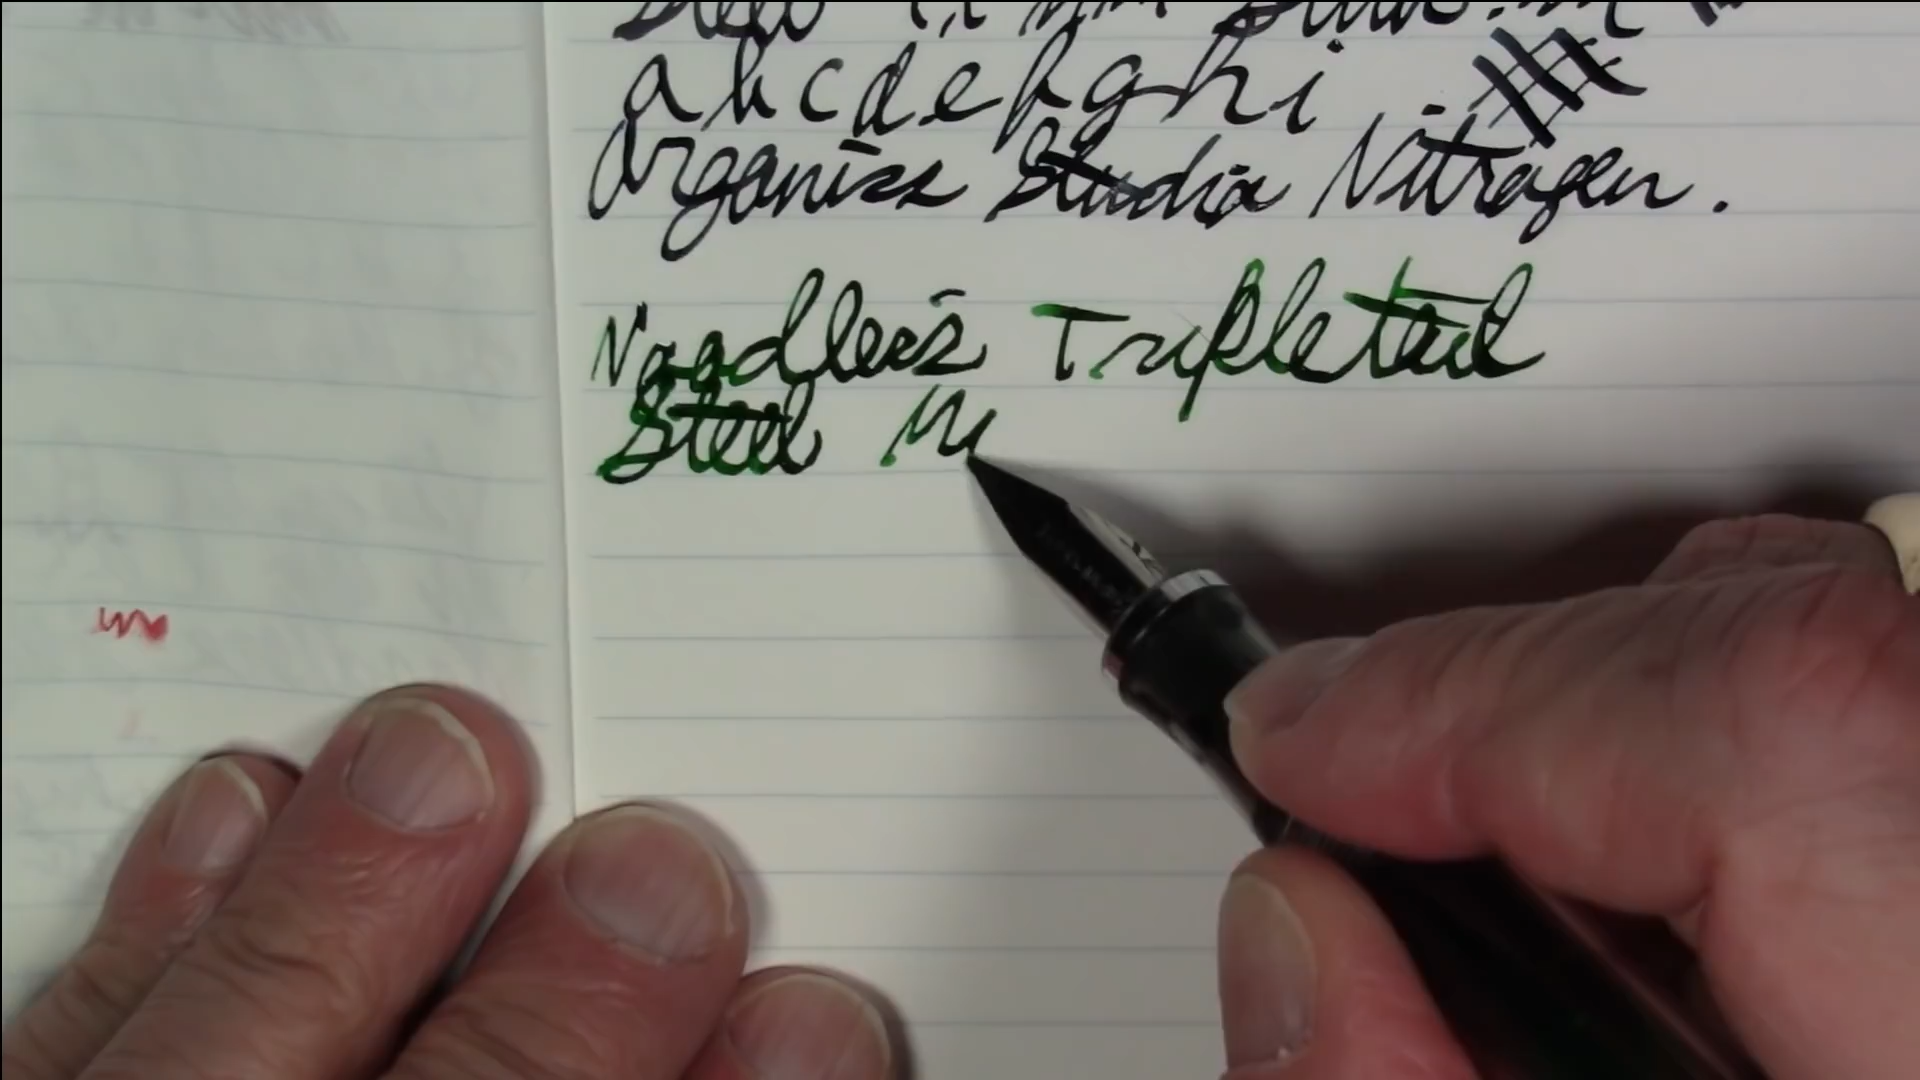 abcdefghi
Organics Studio Nitrogen.
Noodler's Tripletail
Steel M